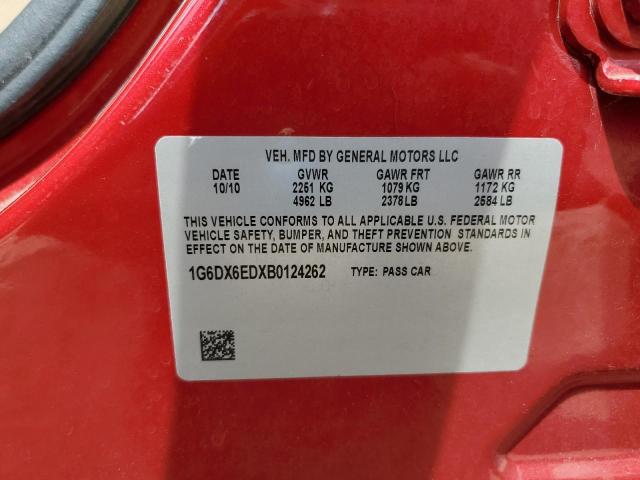 VEH. MFD BY GENERAL MOTORS LLC
DATE GVWR GAWR FRT GAWR RR
10/10 2251 KG 1079 KG 1172 KG
4962 LB 2378 LB 2584 LB
THIS VEHICLE CONFORMS TO ALL APPLICABLE U.S. FEDERAL MOTOR
VEHICLE SAFETY, BUMPER, AND THEFT PREVENTION STANDARDS IN
EFFECT ON THE DATE OF MANUFACTURE SHOWN ABOVE.
1G6DX6EDXB0124262 TYPE: PASS CAR